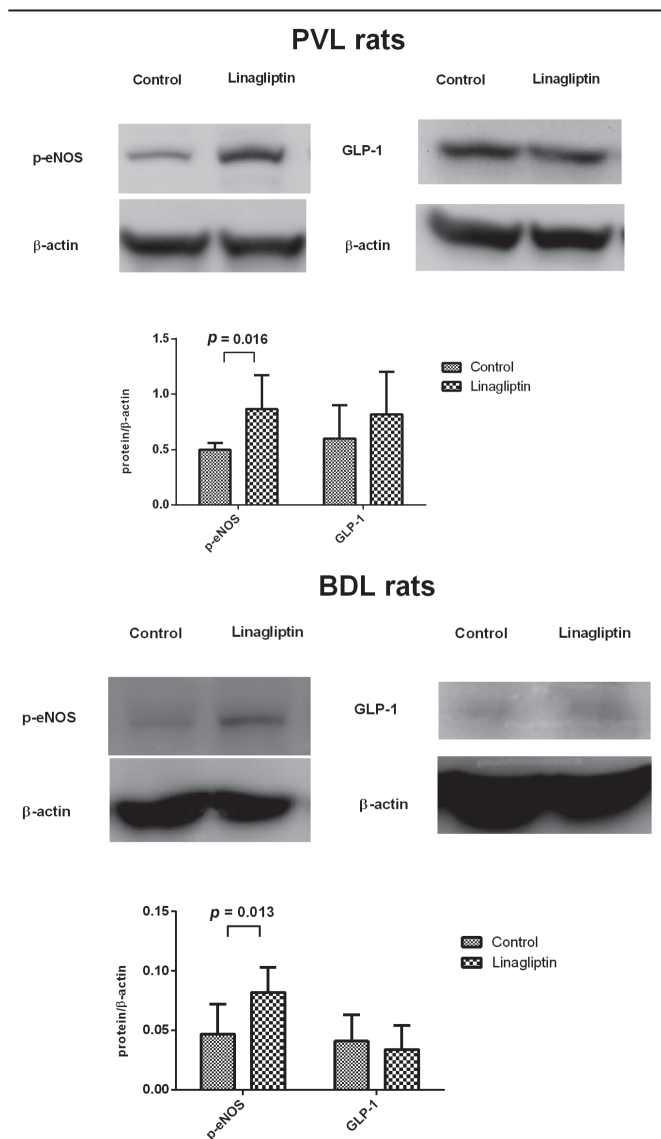 PVL rats
Control Linagliptin
Control Linagliptin
p-eNOS
GLP-1
β-actin
β-actin
1.5
1.0
0.5
0.0
protein/β-actin
p = 0.016
p-eNOS
GLP-1
Control
Linagliptin
BDL rats
Control Linagliptin
Control Linagliptin
p-eNOS
GLP-1
β-actin
β-actin
0.15
0.10
0.05
0.00
protein/β-actin
p = 0.013
p-eNOS
GLP-1
Control
Linagliptin